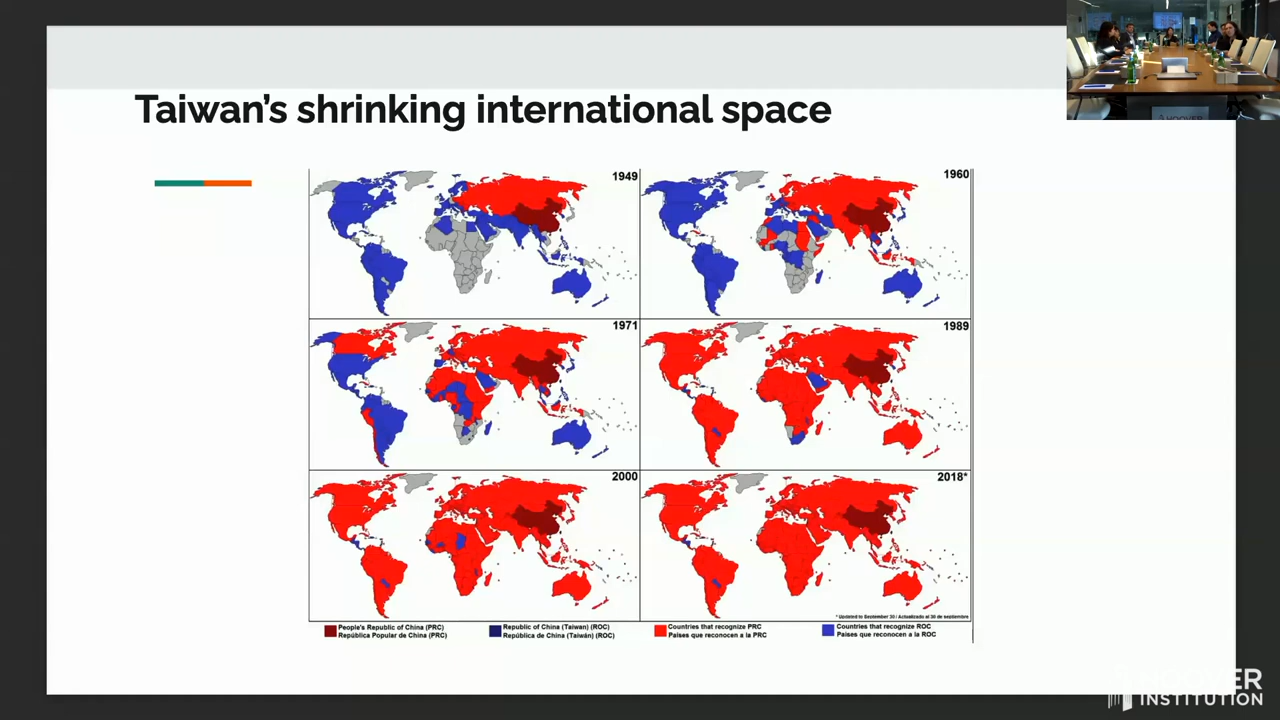 Taiwan's shrinking international space
1949
1960
1971
1989
2000
2018*
* Updated to September 30 / Actualizado al 30 de septiembre
People's Republic of China (PRC)
República Popular de China (PRC)
Republic of China (Taiwan) (ROC)
República de China (Taiwán) (ROC)
Countries that recognize PRC
Países que reconocen a la PRC
Countries that recognize ROC
Países que reconocen a la ROC
HOOVER
INSTITUTION